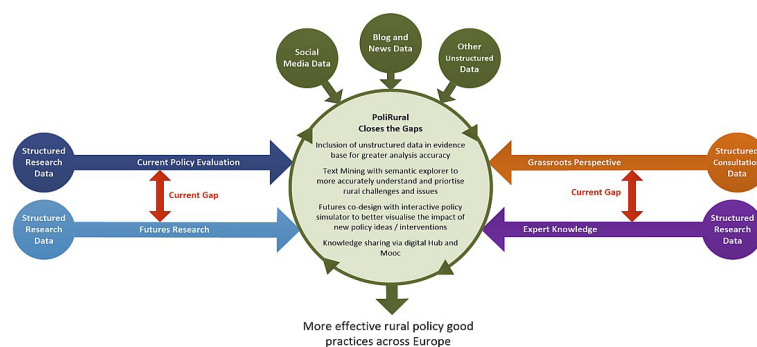 Social
Media Data
Blog and
News Data
Other
Unstructured
Data
PoliRural
Closes the Gaps
Inclusion of unstructured data in evidence
base for greater analysis accuracy
Text Mining with semantic explorer to
more accurately understand and priortise
rural challenges and issues
Futures co-design with interactive policy
simulator to better visualise the impact of
new policy ideas / interventions
Knowledge sharing via digital Hub and
Mooc
Structured
Research
Data
Current Policy Evaluation
Current Gap
Structured
Research
Data
Futures Research
Grassroots Perspective
Structured
Consultation
Data
Current Gap
Expert Knowledge
Structured
Research
Data
More effective rural policy good
practices across Europe